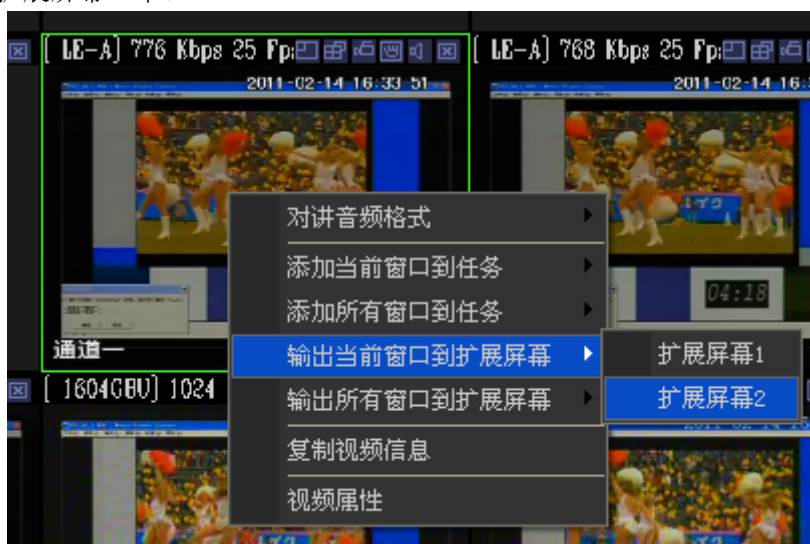 [ LE-A] 776 Kbps 25 Fp:
[ LE-A] 768 Kbps 25 Fp:
2011-02-14 16:33:51
2011-02-14 16:
对讲音频格式
添加当前窗口到任务
04:18
添加所有窗口到任务
通道一
输出当前窗口到扩展屏幕
扩展屏幕1
[ 1604GBV] 1024
输出所有窗口到扩展屏幕
扩展屏幕2
复制视频信息
视频属性